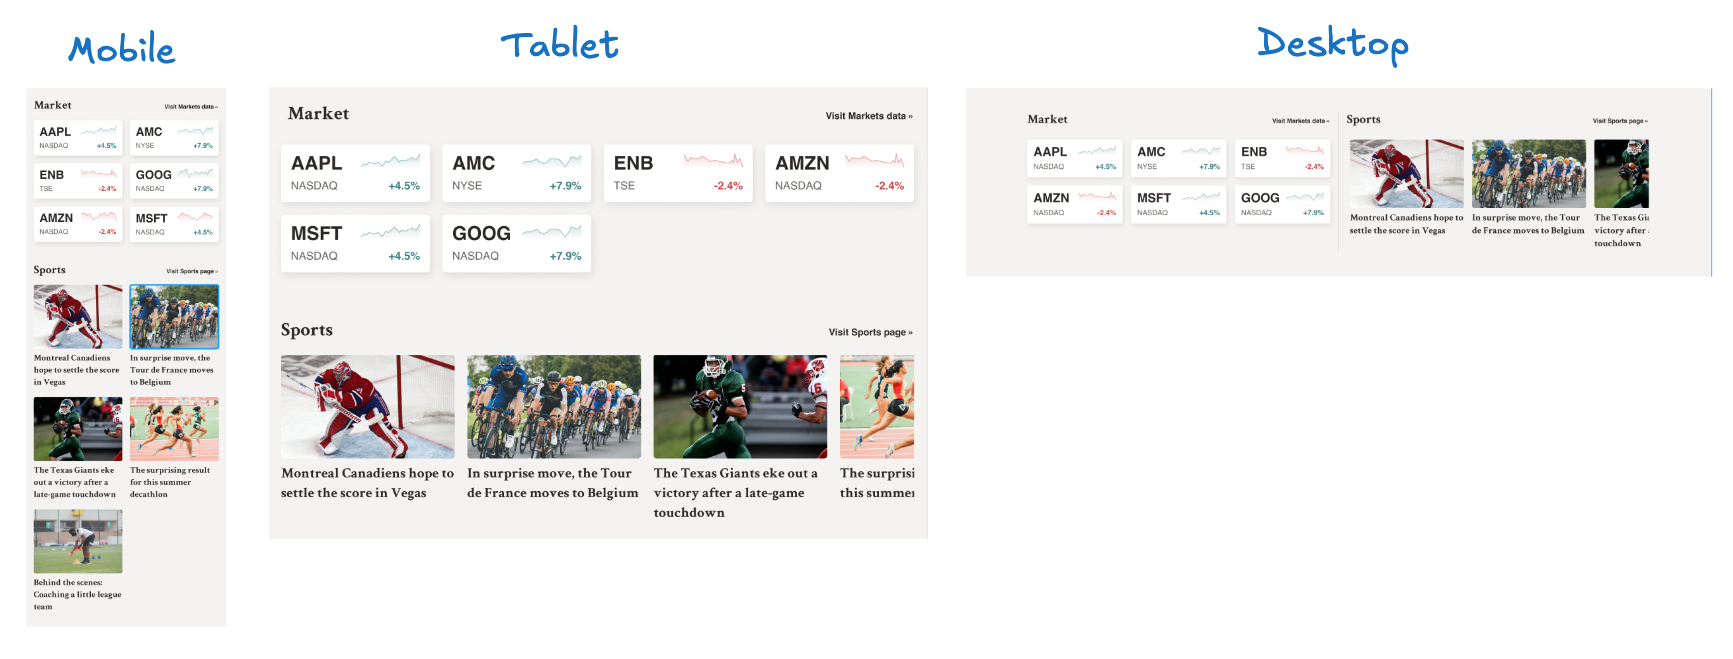 Mobile
Market
Visit Markets data »
AAPL
NASDAQ
+4.5%
AMC
NYSE
+7.9%
ENB
TSE
-2.4%
GOOG
NASDAQ
+7.9%
AMZN
NASDAQ
-2.4%
MSFT
NASDAQ
+4.5%
Sports
Visit Sports page »
Montreal Canadiens
hope to settle the score
in Vegas
In surprise move, the
Tour de France moves
to Belgium
The Texas Giants eke
out a victory after a
late-game touchdown
The surprising result
for this summer
decathlon
Behind the scenes:
Coaching a little league
team
Tablet
Market
Visit Markets data »
AAPL
NASDAQ
+4.5%
AMC
NYSE
+7.9%
ENB
TSE
-2.4%
AMZN
NASDAQ
-2.4%
MSFT
NASDAQ
+4.5%
GOOG
NASDAQ
+7.9%
Sports
Visit Sports page »
Montreal Canadiens hope to
settle the score in Vegas
In surprise move, the Tour
de France moves to Belgium
The Texas Giants eke out a
victory after a late-game
touchdown
The surprisi
this summer
Desktop
Market
Visit Markets data »
AAPL
NASDAQ
+4.5%
AMC
NYSE
+7.9%
ENB
TSE
-2.4%
AMZN
NASDAQ
-2.4%
MSFT
NASDAQ
+4.5%
GOOG
NASDAQ
+7.9%
Sports
Visit Sports page »
Montreal Canadiens hope to
settle the score in Vegas
In surprise move, the Tour
de France moves to Belgium
The Texas Gia
victory after
touchdown